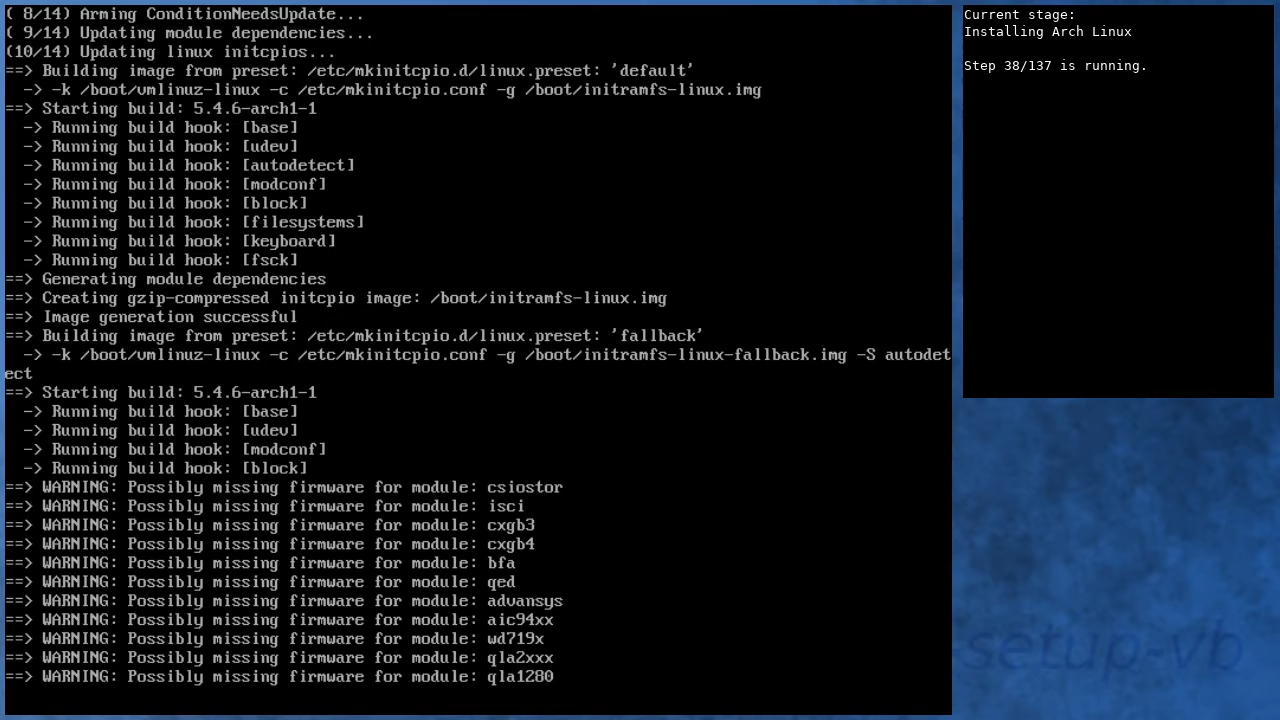 ( 8/14) Arming ConditionNeedsUpdate...
( 9/14) Updating module dependencies...
(10/14) Updating linux initcpios...
==> Building image from preset: /etc/mkinitcpio.d/linux.preset: 'default'
  -> -k /boot/vmlinuz-linux -c /etc/mkinitcpio.conf -g /boot/initramfs-linux.img
==> Starting build: 5.4.6-arch1-1
  -> Running build hook: [base]
  -> Running build hook: [udev]
  -> Running build hook: [autodetect]
  -> Running build hook: [modconf]
  -> Running build hook: [block]
  -> Running build hook: [filesystems]
  -> Running build hook: [keyboard]
  -> Running build hook: [fsck]
==> Generating module dependencies
==> Creating gzip-compressed initcpio image: /boot/initramfs-linux.img
==> Image generation successful
==> Building image from preset: /etc/mkinitcpio.d/linux.preset: 'fallback'
  -> -k /boot/vmlinuz-linux -c /etc/mkinitcpio.conf -g /boot/initramfs-linux-fallback.img -S autodet
ect
==> Starting build: 5.4.6-arch1-1
  -> Running build hook: [base]
  -> Running build hook: [udev]
  -> Running build hook: [modconf]
  -> Running build hook: [block]
==> WARNING: Possibly missing firmware for module: csiostor
==> WARNING: Possibly missing firmware for module: isci
==> WARNING: Possibly missing firmware for module: cxgb3
==> WARNING: Possibly missing firmware for module: cxgb4
==> WARNING: Possibly missing firmware for module: bfa
==> WARNING: Possibly missing firmware for module: qed
==> WARNING: Possibly missing firmware for module: advansys
==> WARNING: Possibly missing firmware for module: aic94xx
==> WARNING: Possibly missing firmware for module: wd719x
==> WARNING: Possibly missing firmware for module: qla2xxx
==> WARNING: Possibly missing firmware for module: qla1280
Current stage:
Installing Arch Linux
Step 38/137 is running.
-setup-vb